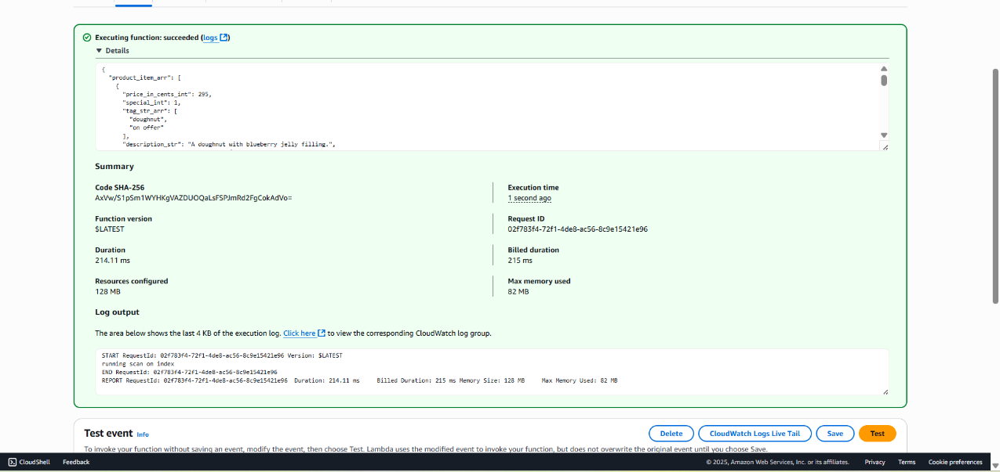 Executing function: succeeded (logs)
Details
{
"product_item_arr": [
{
"price_in_cents_int": 295,
"special_int": 1,
"tag_str_arr": [
"doughnut",
"on offer"
],
"description_str": "A doughnut with blueberry jelly filling.",
Summary
Code SHA-256
AxVw/S1pSm1WYHKgVAZDUOQaLsFSPJmRd2FgCokAdVo=
Execution time
1 second ago
Function version
$LATEST
Request ID
02f783f4-72f1-4de8-ac56-8c9e15421e96
Duration
214.11 ms
Billed duration
215 ms
Resources configured
128 MB
Max memory used
82 MB
Log output
The area below shows the last 4 KB of the execution log. Click here to view the corresponding CloudWatch log group.
START RequestId: 02f783f4-72f1-4de8-ac56-8c9e15421e96 Version: $LATEST
running scan on index
END RequestId: 02f783f4-72f1-4de8-ac56-8c9e15421e96
REPORT RequestId: 02f783f4-72f1-4de8-ac56-8c9e15421e96 Duration: 214.11 ms Billed Duration: 215 ms Memory Size: 128 MB Max Memory Used: 82 MB
Test event Info
Delete
CloudWatch Logs Live Tail
Save
Test
To invoke your function without saving an event, modify the event, then choose Test. Lambda uses the modified event to invoke your function, but does not overwrite the original event until you choose Save.
CloudShell
Feedback
© 2025, Amazon Web Services, Inc. or its affiliates.
Privacy
Terms
Cookie preferences